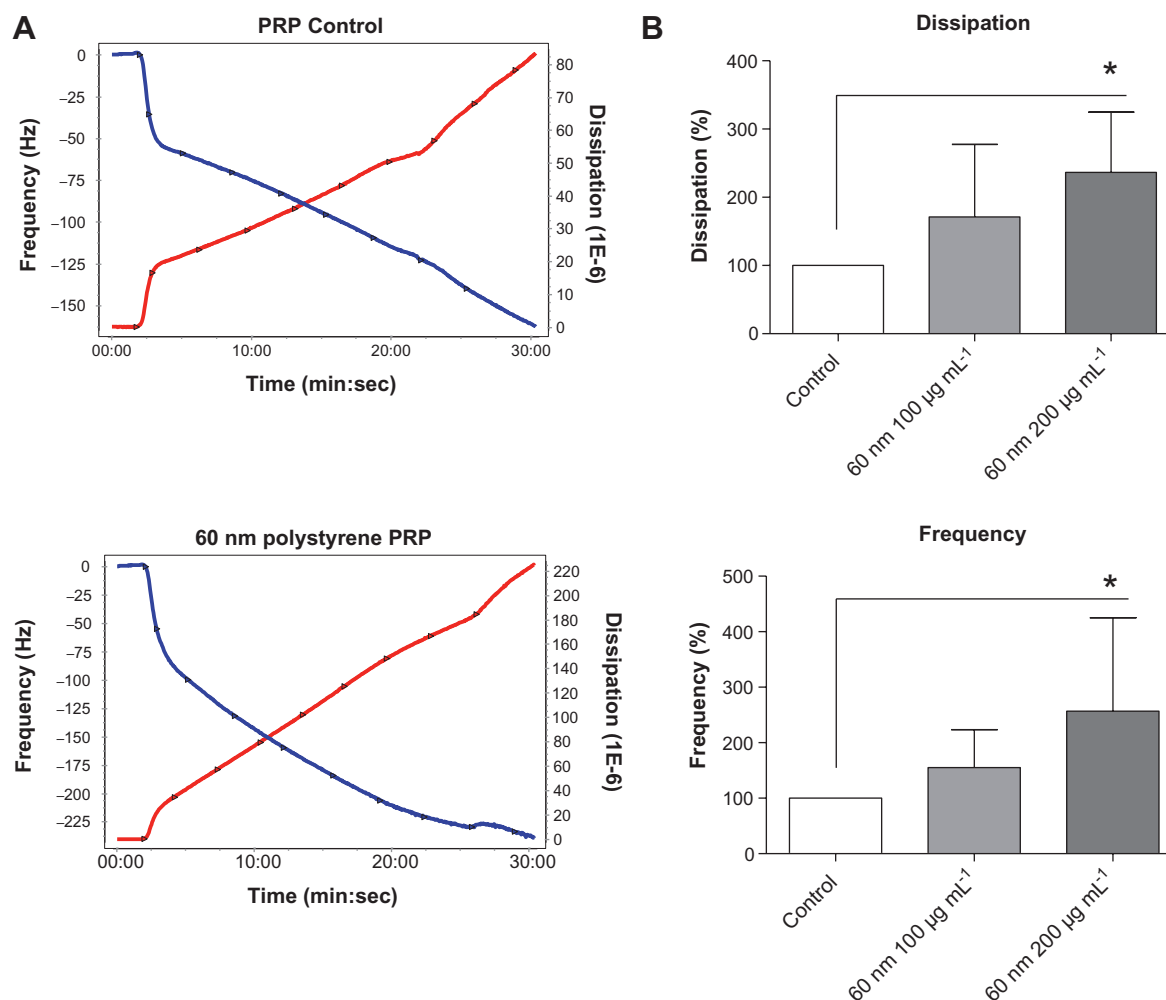 A
PRP Control
Frequency (Hz)
0
−25
−50
−75
−100
−125
−150
80
70
60
50
40
30
20
10
0
Dissipation (1E-6)
00:00 10:00 20:00 30:00
Time (min:sec)
60 nm polystyrene PRP
Frequency (Hz)
0
−25
−50
−75
−100
−125
−150
−175
−200
−225
220
200
180
160
140
120
100
80
60
40
20
0
Dissipation (1E-6)
00:00 10:00 20:00 30:00
Time (min:sec)
B
Dissipation
Dissipation (%)
400
300
200
100
0
*
Control
60 nm 100 µg mL⁻¹
60 nm 200 µg mL⁻¹
Frequency
Frequency (%)
500
400
300
200
100
0
*
Control
60 nm 100 µg mL⁻¹
60 nm 200 µg mL⁻¹